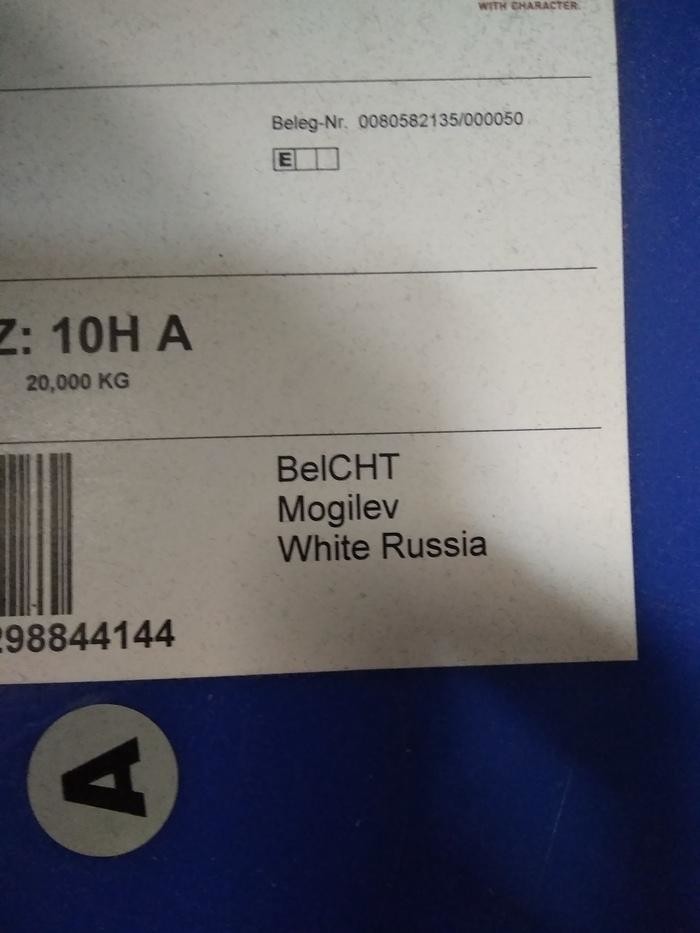 WITH CHARACTER.
Beleg-Nr. 0080582135/000050
E
Z: 10H A
20,000 KG
BelCHT
Mogilev
White Russia
298844144
A